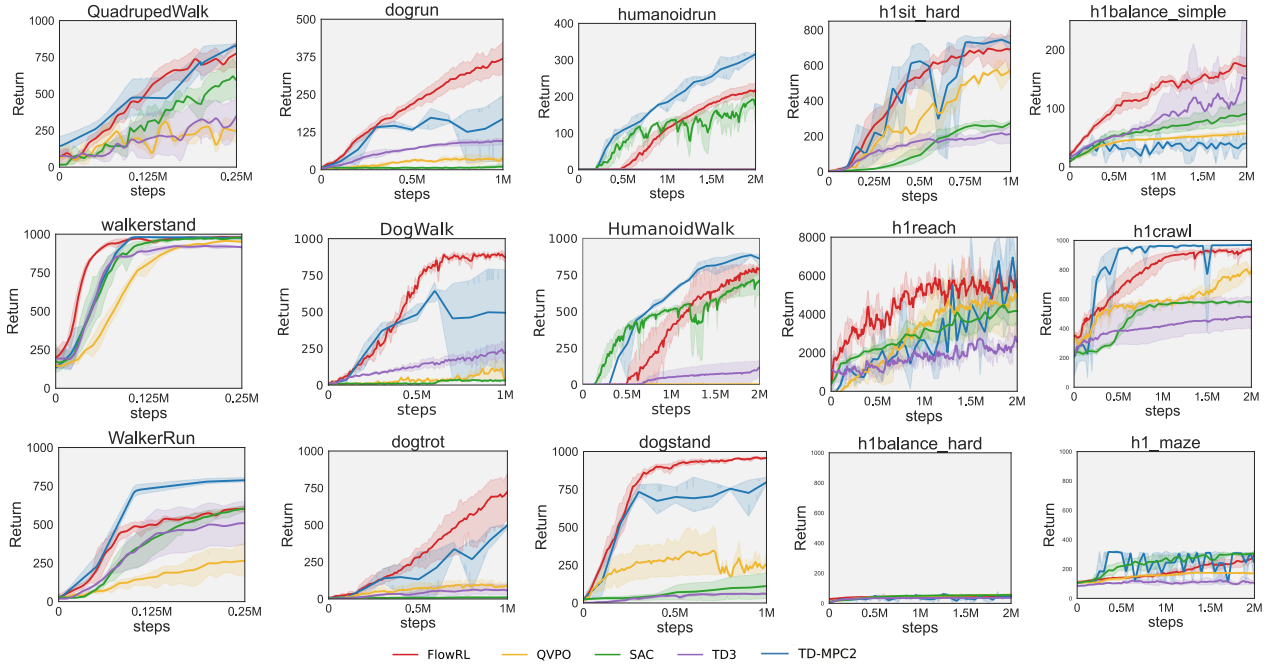 QuadrupedWalk
Return
1000
750
500
250
0
0
0.125M
0.25M
steps
dogrun
Return
500
375
250
125
0
0
0.5M
1M
steps
humanoidrun
Return
400
300
200
100
0
0
0.5M
1M
1.5M
2M
steps
h1sit_hard
Return
800
600
400
200
0
0
0.25M
0.5M
0.75M
1M
steps
h1balance_simple
Return
200
100
0
0
0.5M
1M
1.5M
2M
steps
walkerstand
Return
1000
750
500
250
0
0
0.125M
0.25M
steps
DogWalk
Return
1000
750
500
250
0
0
0.5M
1M
steps
HumanoidWalk
Return
1000
750
500
250
0
0
0.5M
1M
1.5M
2M
steps
h1reach
Return
8000
6000
4000
2000
0
0
0.5M
1M
1.5M
2M
steps
h1crawl
Return
1000
800
600
400
200
0
0
0.5M
1M
1.5M
2M
steps
WalkerRun
Return
1000
750
500
250
0
0
0.125M
0.25M
steps
dogtrot
Return
1000
750
500
250
0
0
0.5M
1M
steps
dogstand
Return
1000
750
500
250
0
0
0.5M
1M
steps
h1balance_hard
Return
1000
800
600
400
200
0
0
0.5M
1M
1.5M
2M
steps
h1_maze
Return
1000
800
600
400
200
0
0
0.5M
1M
1.5M
2M
steps
FlowRL QVPO SAC TD3 TD-MPC2